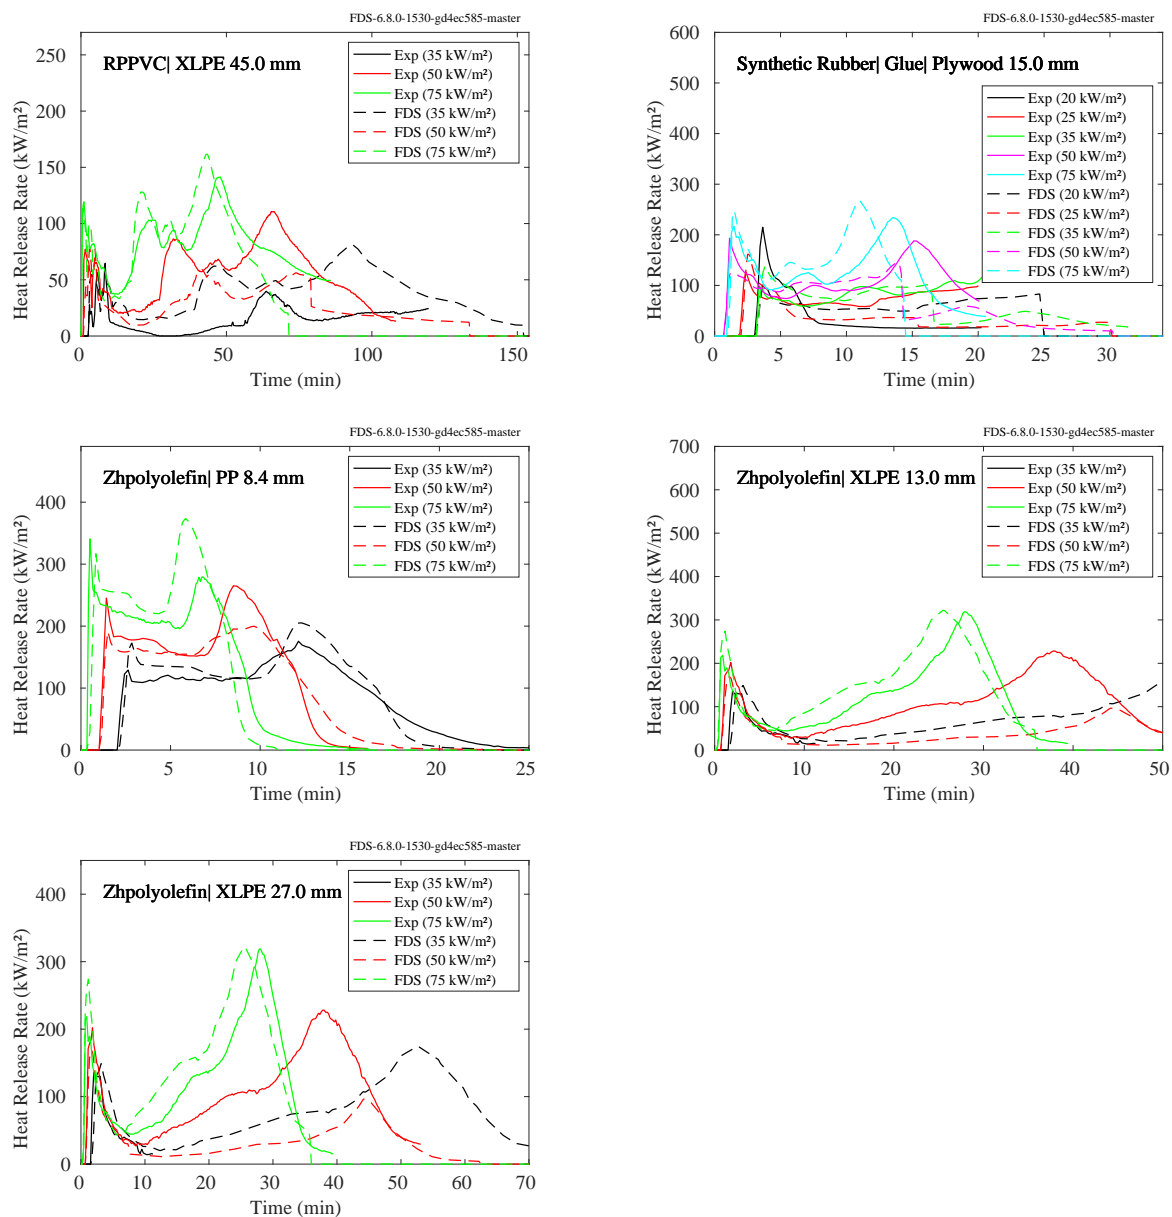 FDS-6.8.0-1530-gd4ec585-master
RPPVC| XLPE 45.0 mm
Exp (35 kW/m²)
Exp (50 kW/m²)
Exp (75 kW/m²)
FDS (35 kW/m²)
FDS (50 kW/m²)
FDS (75 kW/m²)
Heat Release Rate (kW/m²)
250
200
150
100
50
0
0 50 100 150
Time (min)
FDS-6.8.0-1530-gd4ec585-master
Synthetic Rubber| Glue| Plywood 15.0 mm
Exp (20 kW/m²)
Exp (25 kW/m²)
Exp (35 kW/m²)
Exp (50 kW/m²)
Exp (75 kW/m²)
FDS (20 kW/m²)
FDS (25 kW/m²)
FDS (35 kW/m²)
FDS (50 kW/m²)
FDS (75 kW/m²)
Heat Release Rate (kW/m²)
600
500
400
300
200
100
0
0 5 10 15 20 25 30
Time (min)
FDS-6.8.0-1530-gd4ec585-master
Zhpolyolefin| PP 8.4 mm
Exp (35 kW/m²)
Exp (50 kW/m²)
Exp (75 kW/m²)
FDS (35 kW/m²)
FDS (50 kW/m²)
FDS (75 kW/m²)
Heat Release Rate (kW/m²)
400
300
200
100
0
0 5 10 15 20 25
Time (min)
FDS-6.8.0-1530-gd4ec585-master
Zhpolyolefin| XLPE 13.0 mm
Exp (35 kW/m²)
Exp (50 kW/m²)
Exp (75 kW/m²)
FDS (35 kW/m²)
FDS (50 kW/m²)
FDS (75 kW/m²)
Heat Release Rate (kW/m²)
700
600
500
400
300
200
100
0
0 10 20 30 40 50
Time (min)
FDS-6.8.0-1530-gd4ec585-master
Zhpolyolefin| XLPE 27.0 mm
Exp (35 kW/m²)
Exp (50 kW/m²)
Exp (75 kW/m²)
FDS (35 kW/m²)
FDS (50 kW/m²)
FDS (75 kW/m²)
Heat Release Rate (kW/m²)
400
300
200
100
0
0 10 20 30 40 50 60 70
Time (min)